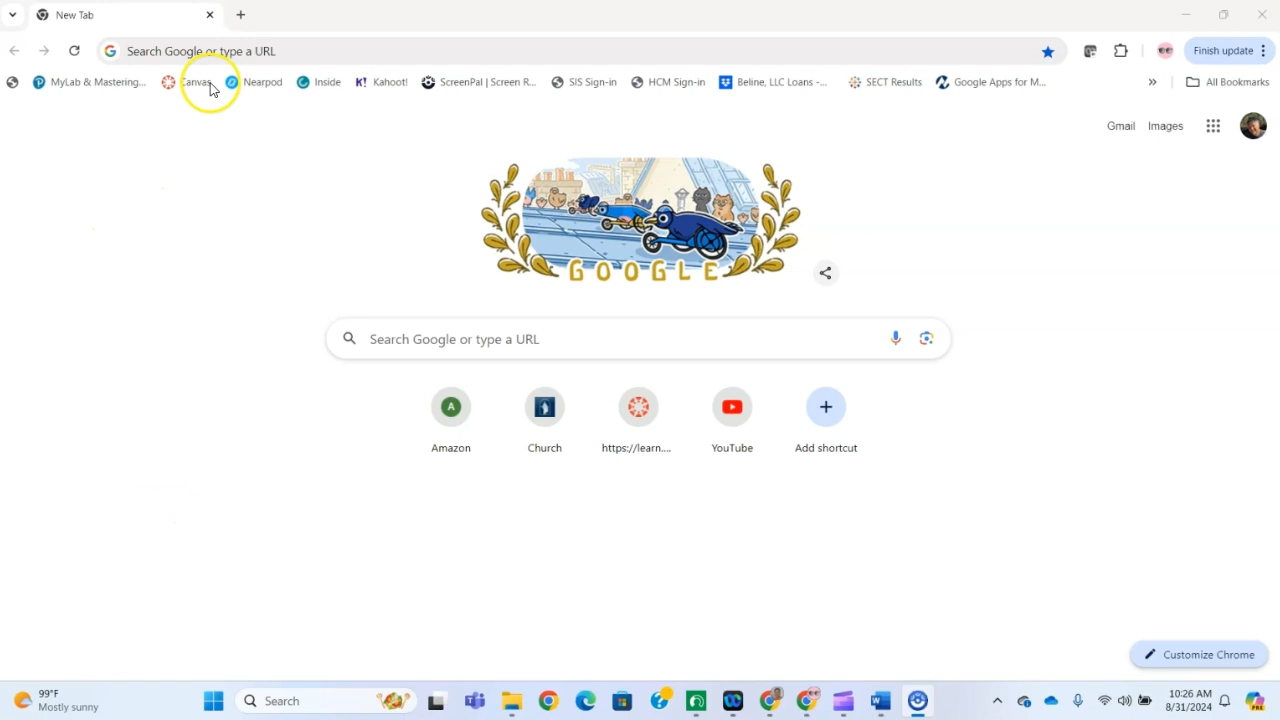 New Tab
Search Google or type a URL
Finish update
MyLab & Mastering... Canvas Nearpod Inside K! Kahoot! ScreenPal | Screen R... SIS Sign-in HCM Sign-in Beline, LLC Loans -... SECT Results Google Apps for M... » All Bookmarks
Gmail Images
GOOGLE
Search Google or type a URL
A
Amazon Church https://learn.... YouTube Add shortcut
Customize Chrome
99°F
Mostly sunny
Search
10:26 AM
8/31/2024